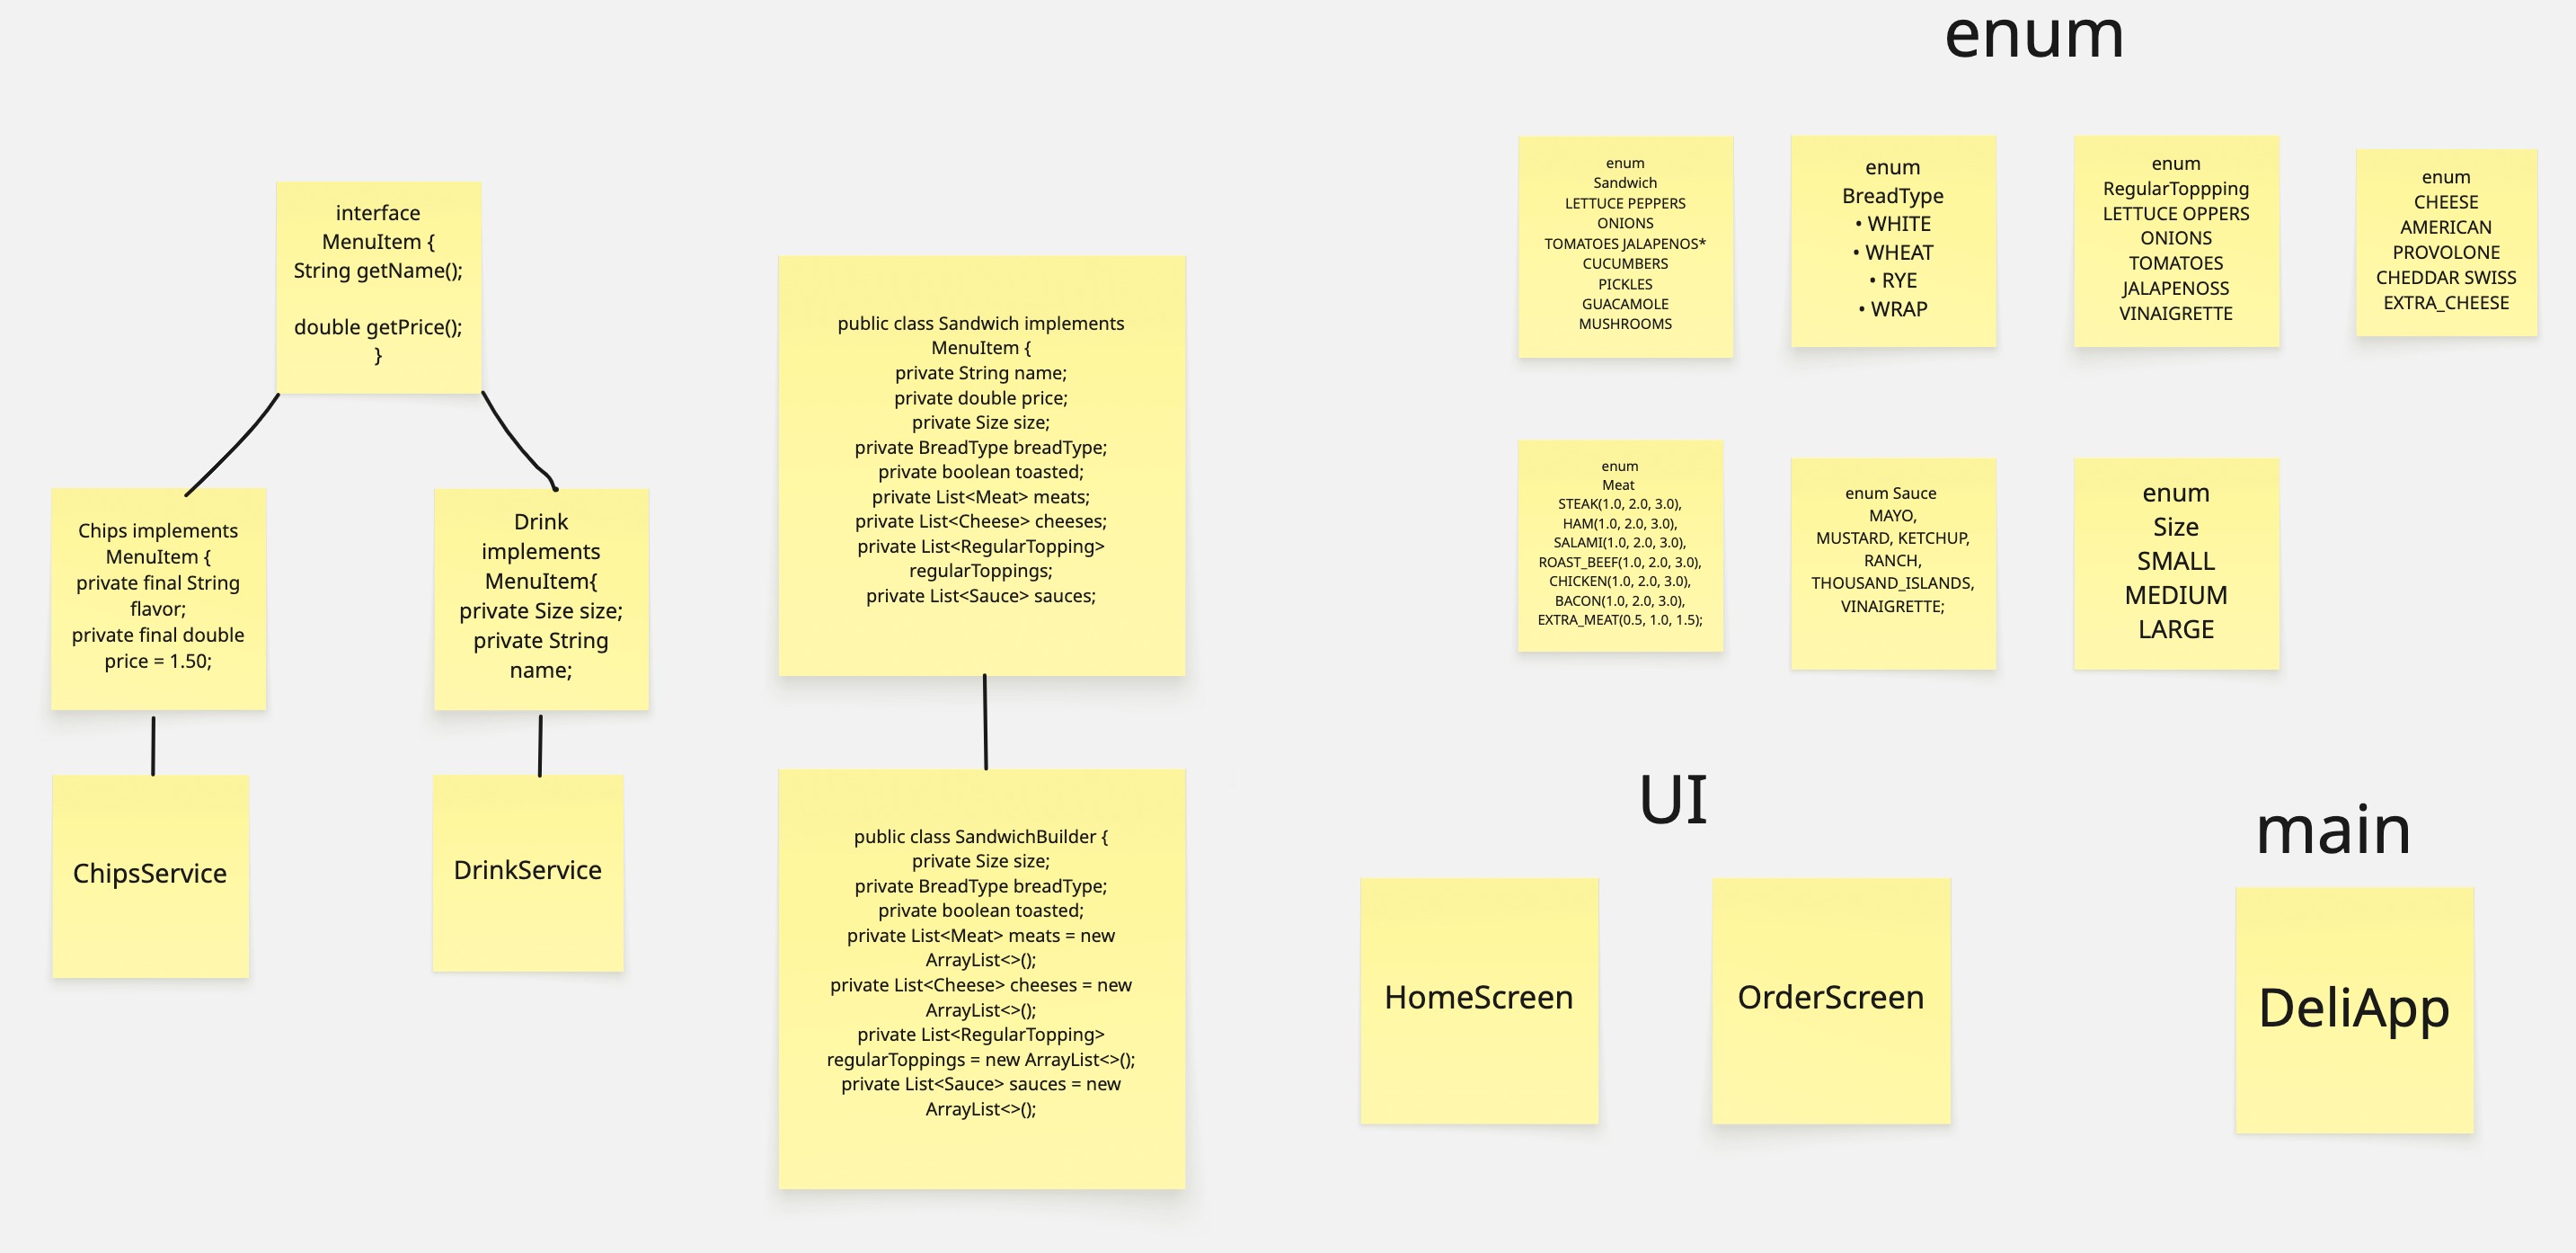 enum
interface
MenuItem {
String getName();
double getPrice();
}
Chips implements
MenuItem {
private final String
flavor;
private final double
price = 1.50;
Drink
implements
MenuItem{
private Size size;
private String
name;
ChipsService
DrinkService
public class Sandwich implements
MenuItem {
private String name;
private double price;
private Size size;
private BreadType breadType;
private boolean toasted;
private List<Meat> meats;
private List<Cheese> cheeses;
private List<RegularTopping>
regularToppings;
private List<Sauce> sauces;
public class SandwichBuilder {
private Size size;
private BreadType breadType;
private boolean toasted;
private List<Meat> meats = new
ArrayList<>();
private List<Cheese> cheeses = new
ArrayList<>();
private List<RegularTopping>
regularToppings = new ArrayList<>();
private List<Sauce> sauces = new
ArrayList<>();
enum
Sandwich
LETTUCE PEPPERS
ONIONS
TOMATOES JALAPENOS*
CUCUMBERS
PICKLES
GUACAMOLE
MUSHROOMS
enum
BreadType
• WHITE
• WHEAT
• RYE
• WRAP
enum
RegularToppping
LETTUCE OPPERS
ONIONS
TOMATOES
JALAPENOSS
VINAIGRETTE
enum
CHEESE
AMERICAN
PROVOLONE
CHEDDAR SWISS
EXTRA_CHEESE
enum
Meat
STEAK(1.0, 2.0, 3.0),
HAM(1.0, 2.0, 3.0),
SALAMI(1.0, 2.0, 3.0),
ROAST_BEEF(1.0, 2.0, 3.0),
CHICKEN(1.0, 2.0, 3.0),
BACON(1.0, 2.0, 3.0),
EXTRA_MEAT(0.5, 1.0, 1.5);
enum Sauce
MAYO,
MUSTARD, KETCHUP,
RANCH,
THOUSAND_ISLANDS,
VINAIGRETTE;
enum
Size
SMALL
MEDIUM
LARGE
UI
HomeScreen
OrderScreen
main
DeliApp